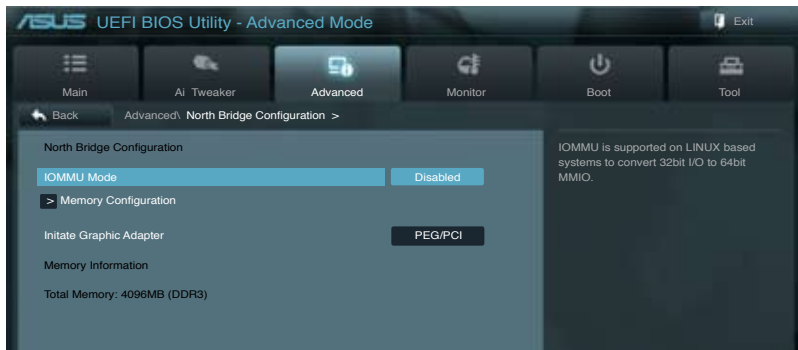 ASUS UEFI BIOS Utility - Advanced Mode
Exit
Main
Ai Tweaker
Advanced
Monitor
Boot
Tool
Back
Advanced\ North Bridge Configuration >
North Bridge Configuration
IOMMU Mode Disabled
> Memory Configuration
Initate Graphic Adapter PEG/PCI
Memory Information
Total Memory: 4096MB (DDR3)
IOMMU is supported on LINUX based
systems to convert 32bit I/O to 64bit
MMIO.